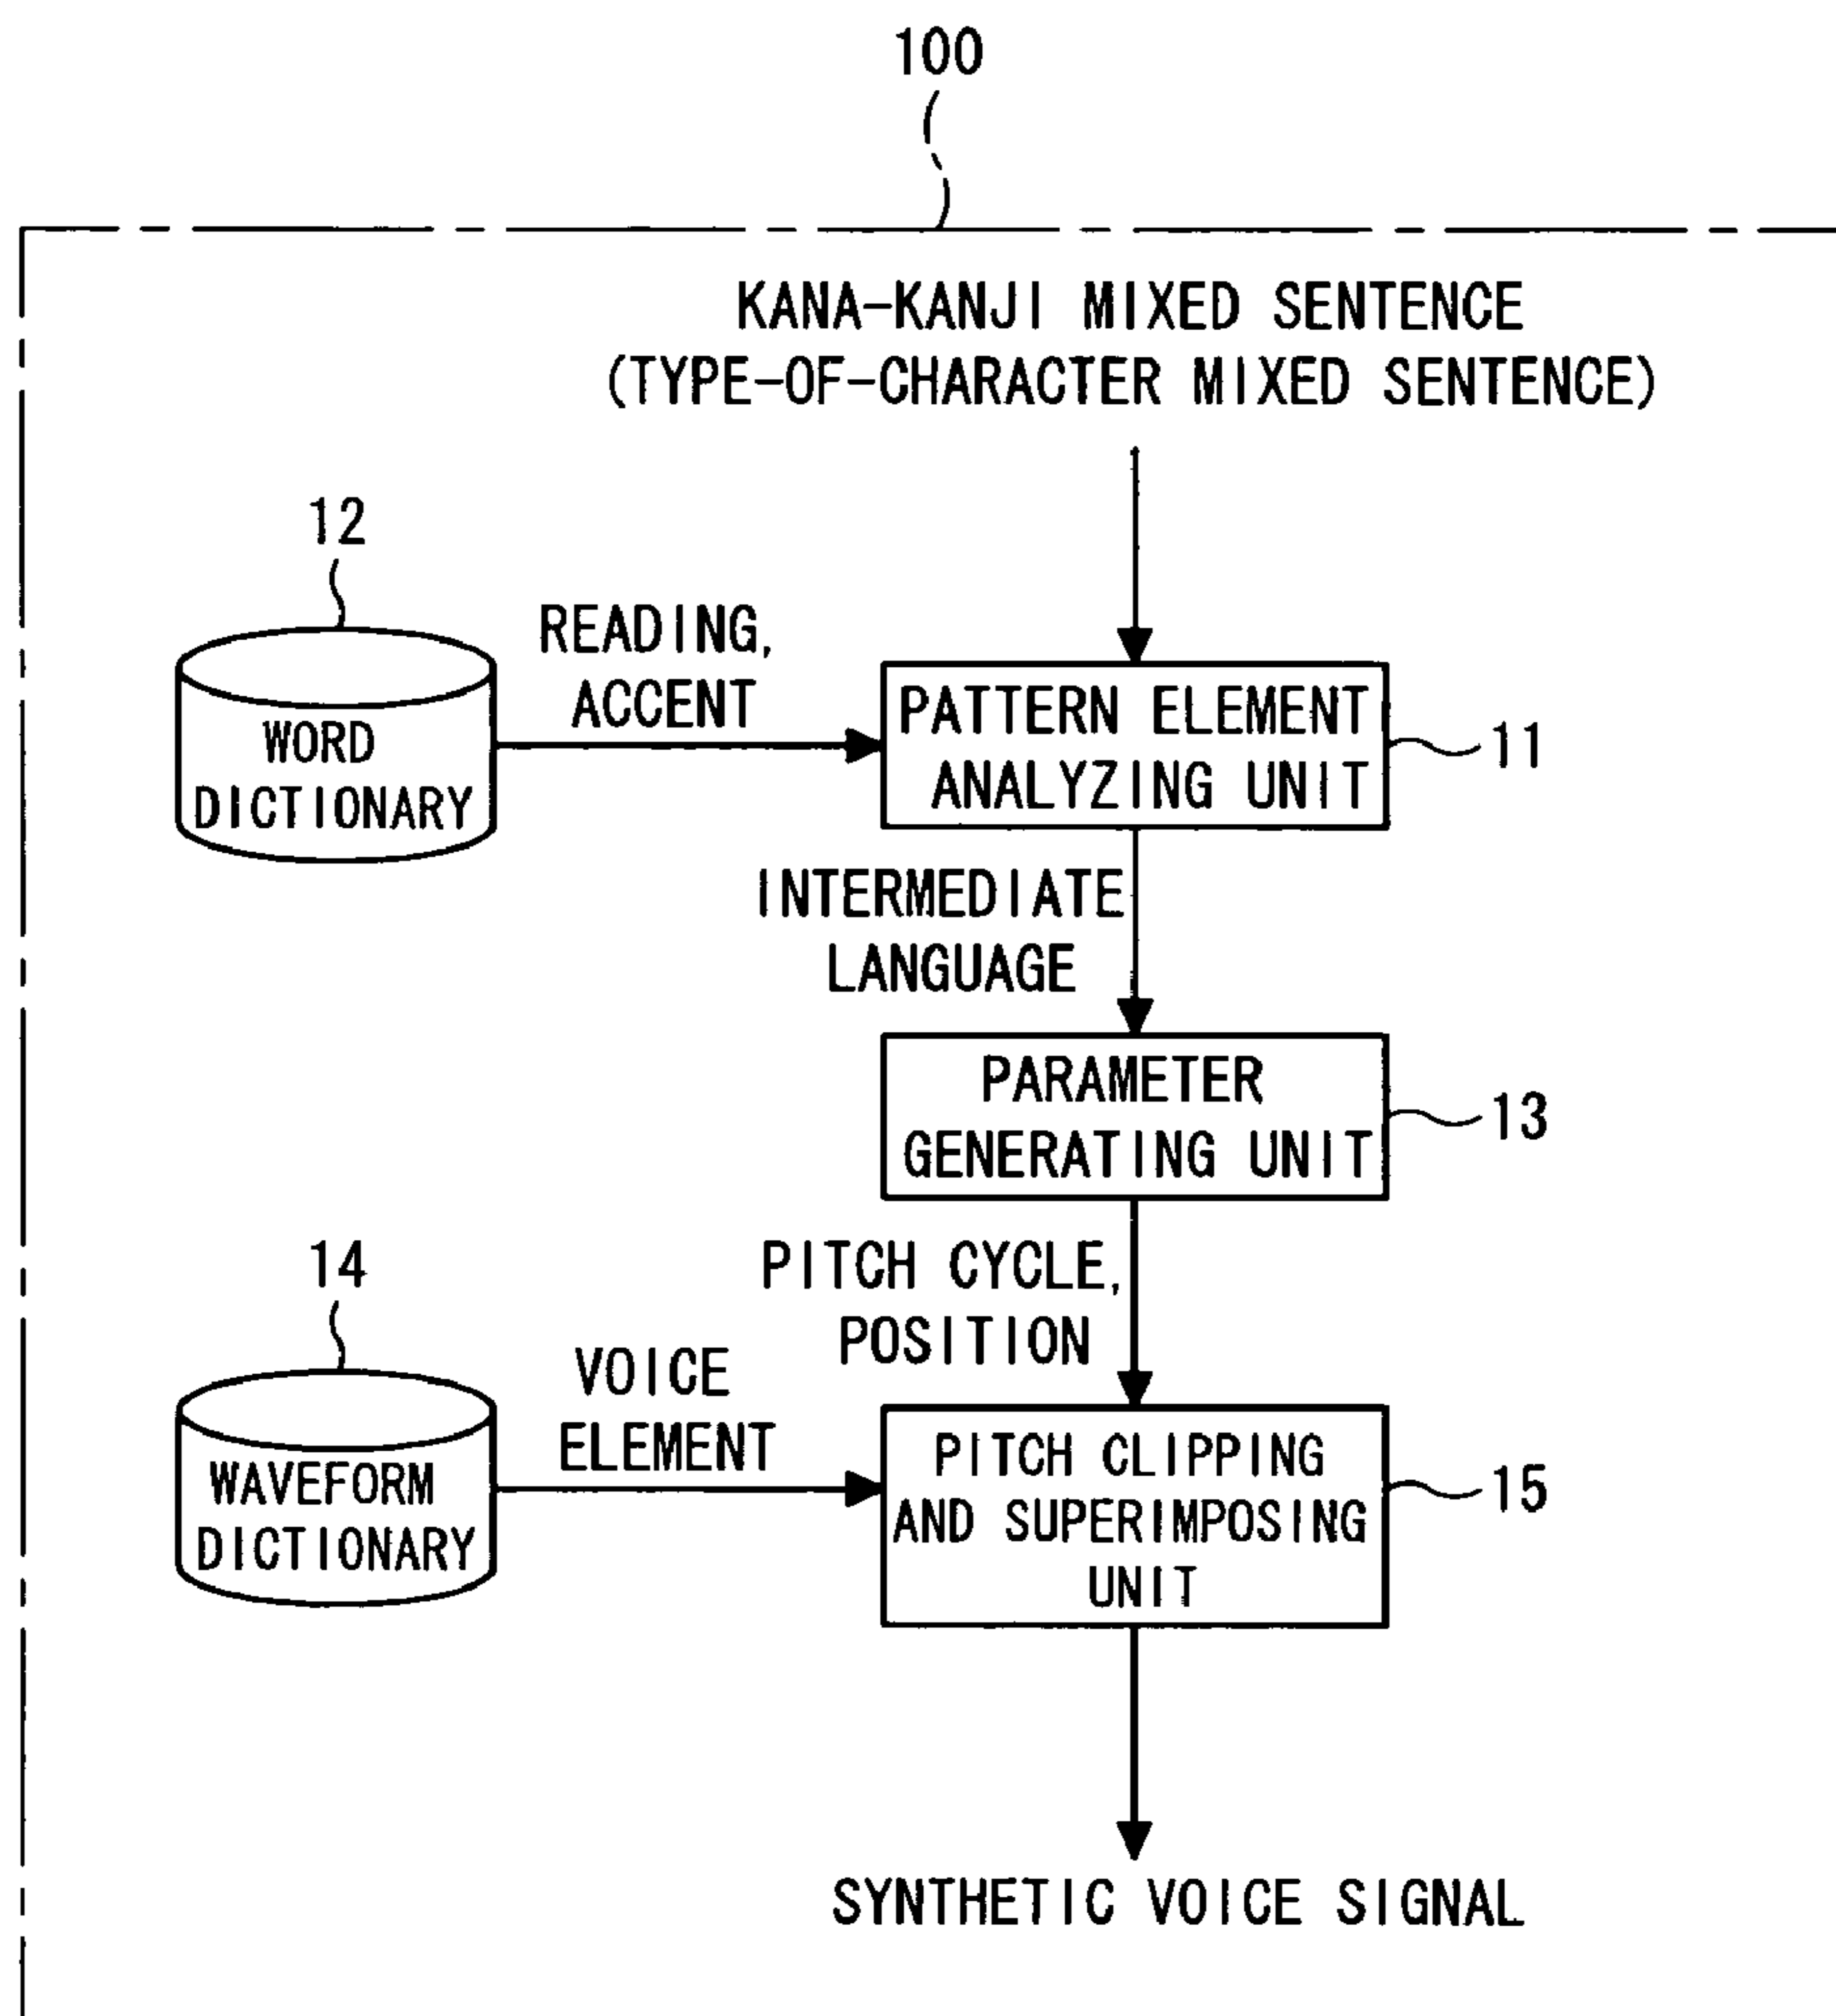 100
KANA-KANJI MIXED SENTENCE
(TYPE-OF-CHARACTER MIXED SENTENCE)
12
READING,
ACCENT
WORD
DICTIONARY
PATTERN ELEMENT
ANALYZING UNIT
11
INTERMEDIATE
LANGUAGE
PARAMETER
GENERATING UNIT
13
PITCH CYCLE,
POSITION
14
VOICE
ELEMENT
WAVEFORM
DICTIONARY
PITCH CLIPPING
AND SUPERIMPOSING
UNIT
15
SYNTHETIC VOICE SIGNAL